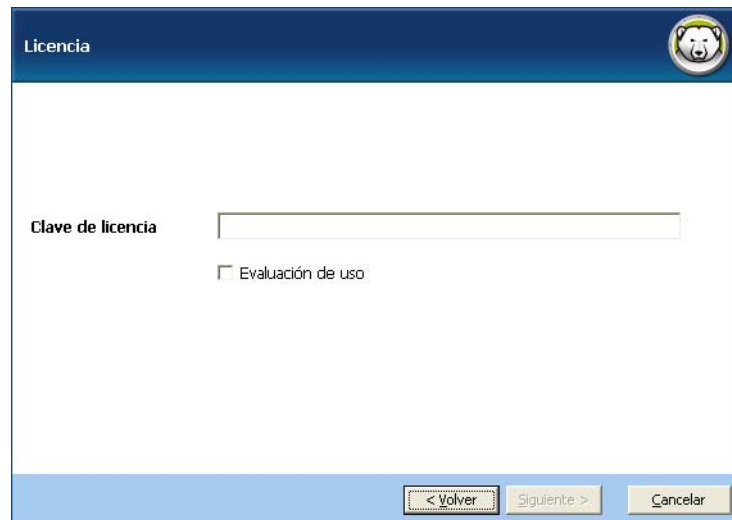 Licencia
Clave de licencia
Evaluación de uso
< Volver
Siguiente >
Cancelar